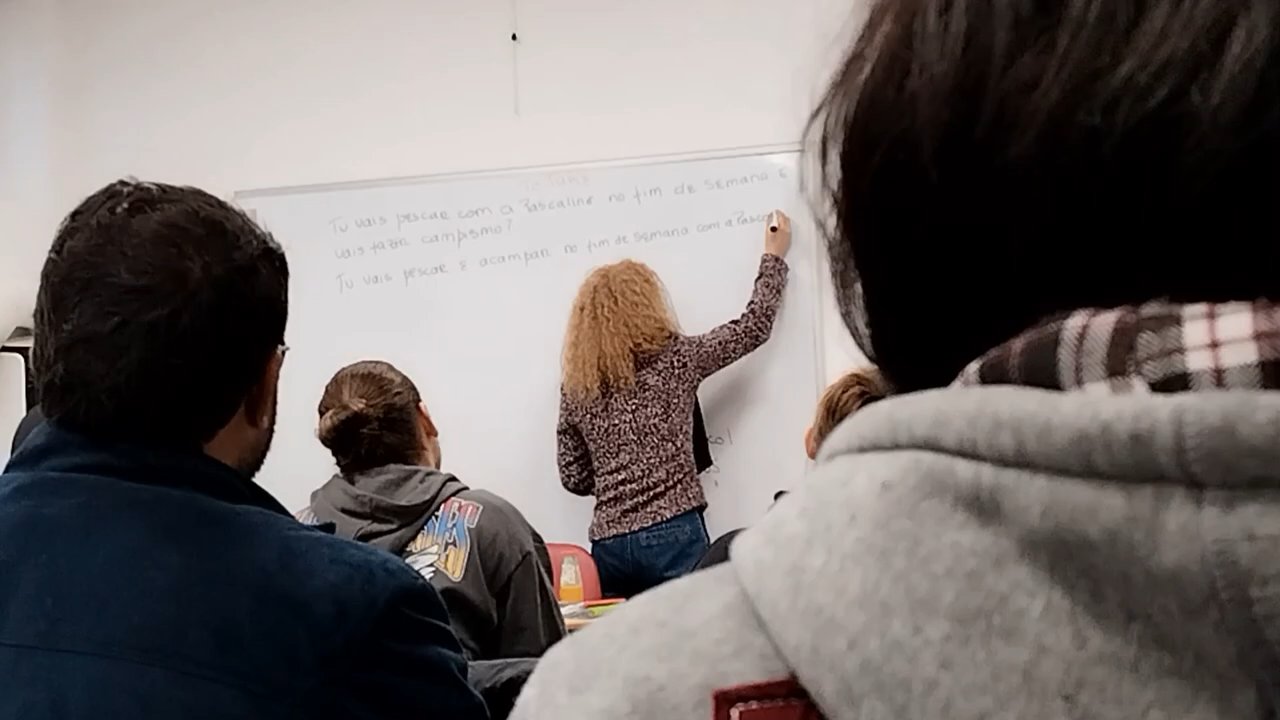 Tu vais pescar com a Pascaline no fim de semana e
vais fazer campismo?
Tu vais pescar e acampar no fim de semana com a Pasca